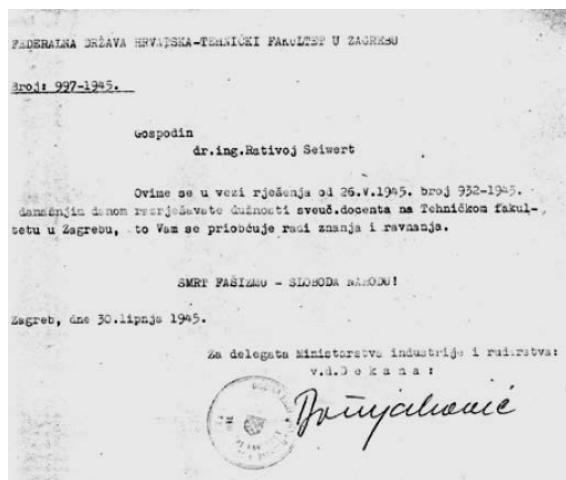 FEDERALNA DRŽAVA HRVATSKA-TEHNIČKI FAKULTET U ZAGREBU
Broj: 997-1945.
Gospodin
dr.ing.Rativoj Seiwert
Ovime se u vezi rješenja od 26.V.1945. broj 932-1945.
današnjim danom razrješavate dužnosti sveuč.docenta na Tehničkom fakul-
tetu u Zagrebu, to Vam se priobćuje radi znanja i ravnanja.
SMRT FAŠIZMU - SLOBODA NARODU!
Zagreb, dne 30.lipnja 1945.
Za delegata Ministarstva industrije i rudarstva:
v.d.D e k a n a :